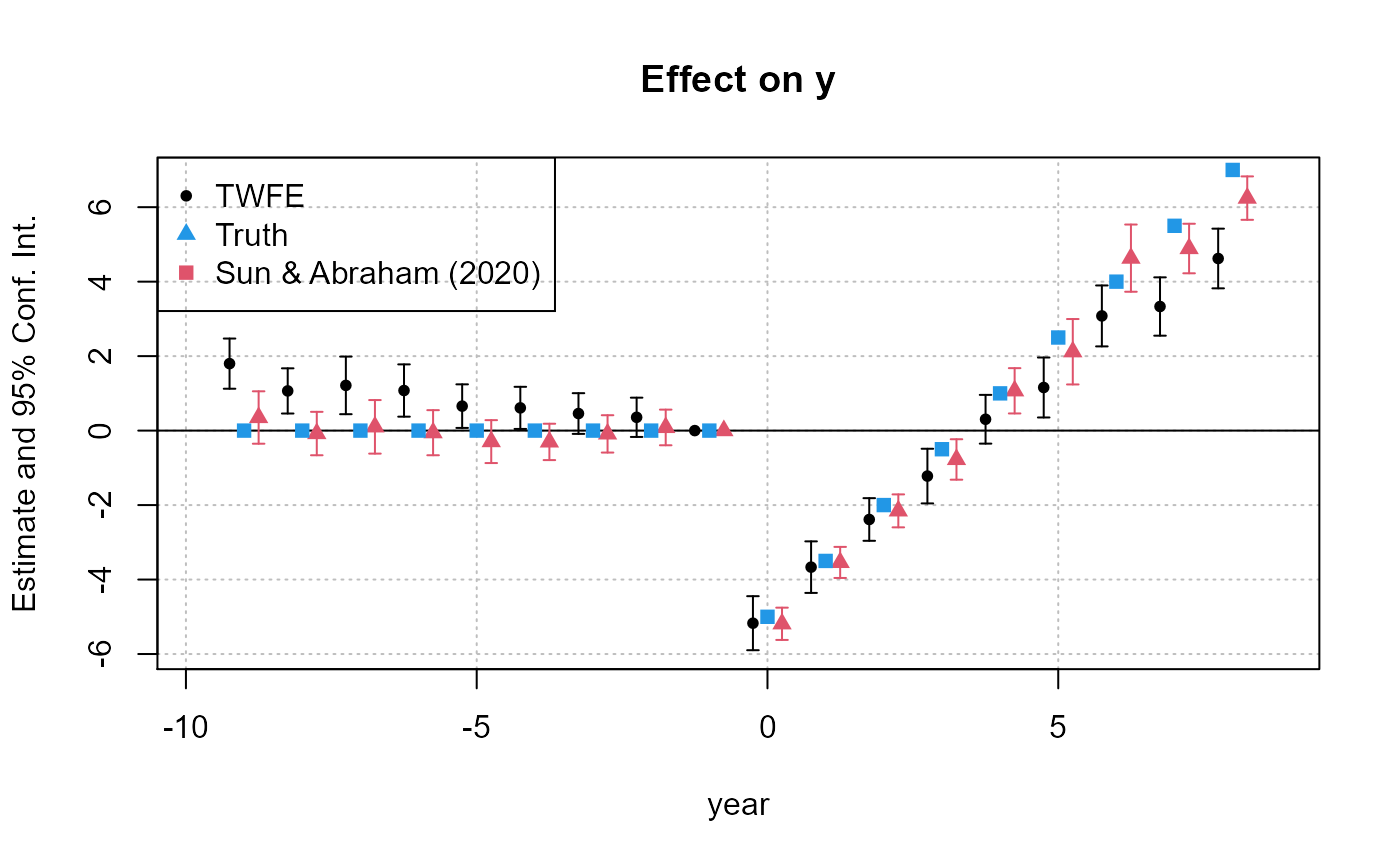 Effect on y
TWFE
Truth
Sun & Abraham (2020)
Estimate and 95% Conf. Int.
6
4
2
0
-2
-4
-6
-10
-5
0
5
year